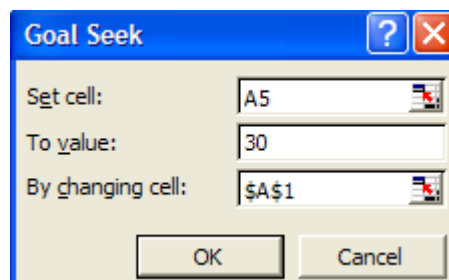 Goal Seek
Set cell: A5
To value: 30
By changing cell: $A$1
OK Cancel